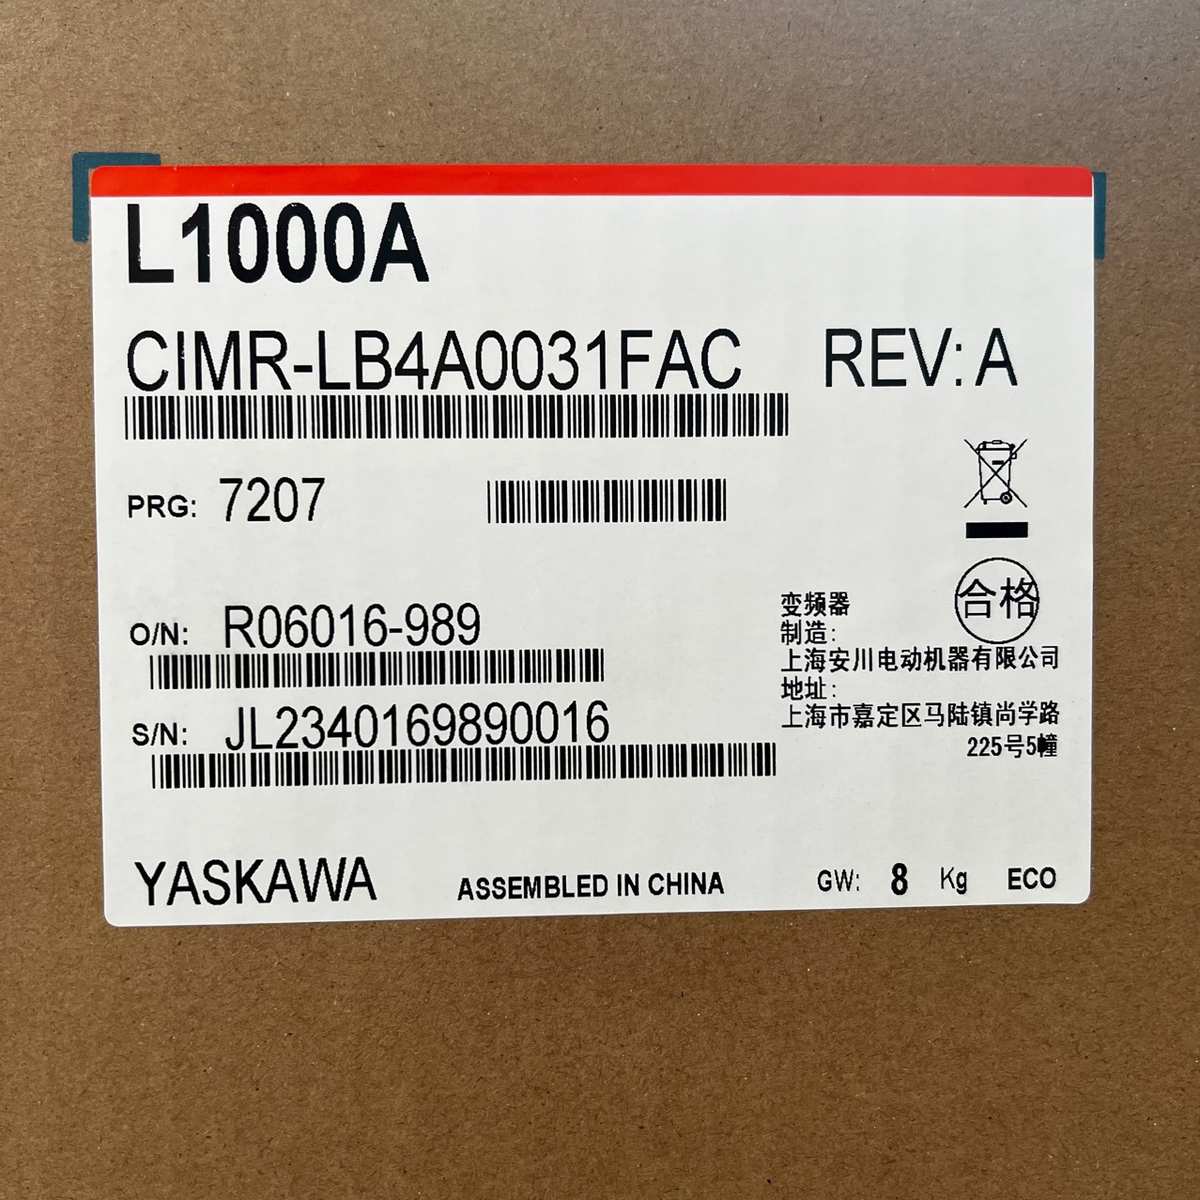 L1000A
CIMR-LB4A0031FAC REV: A
PRG: 7207
合格
O/N: R06016-989
变频器
制造:
上海安川电动机器有限公司
S/N: JL2340169890016
地址:
上海市嘉定区马陆镇尚学路
225号5幢
YASKAWA ASSEMBLED IN CHINA GW: 8 Kg ECO